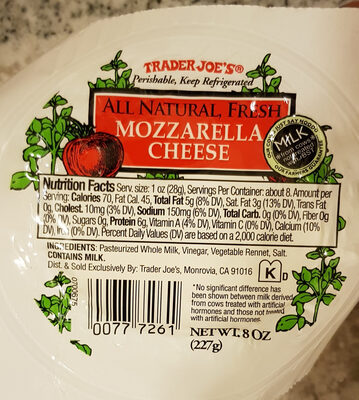 TRADER JOE'S®
Perishable, Keep Refrigerated
ALL NATURAL, FRESH
MOZZARELLA
CHEESE
MILK
Nutrition Facts Serv. size: 1 oz (28g), Servings Per Container: about 8. Amount per
Serving: Calories 70, Fat Cal. 45, Total Fat 5g (8% DV), Sat. Fat 3g (13% DV), Trans Fat
0g, Cholest. 10mg (3% DV), Sodium 150mg (6% DV), Total Carb. 0g (0% DV), Fiber 0g
(0% DV), Sugars 0g, Protein 6g, Vitamin A (4% DV), Vitamin C (0% DV), Calcium (10%
DV), Iron (0% DV). Percent Daily Values (DV) are based on a 2,000 calorie diet.
INGREDIENTS: Pasteurized Whole Milk, Vinegar, Vegetable Rennet, Salt.
CONTAINS MILK.
Dist. & Sold Exclusively By: Trader Joe's, Monrovia, CA 91016
K D
0077 7261
*No significant difference has
been shown between milk derived
from cows treated with artificial
hormones and those not treated
with artificial hormones.
NET WT. 8 OZ
(227g)